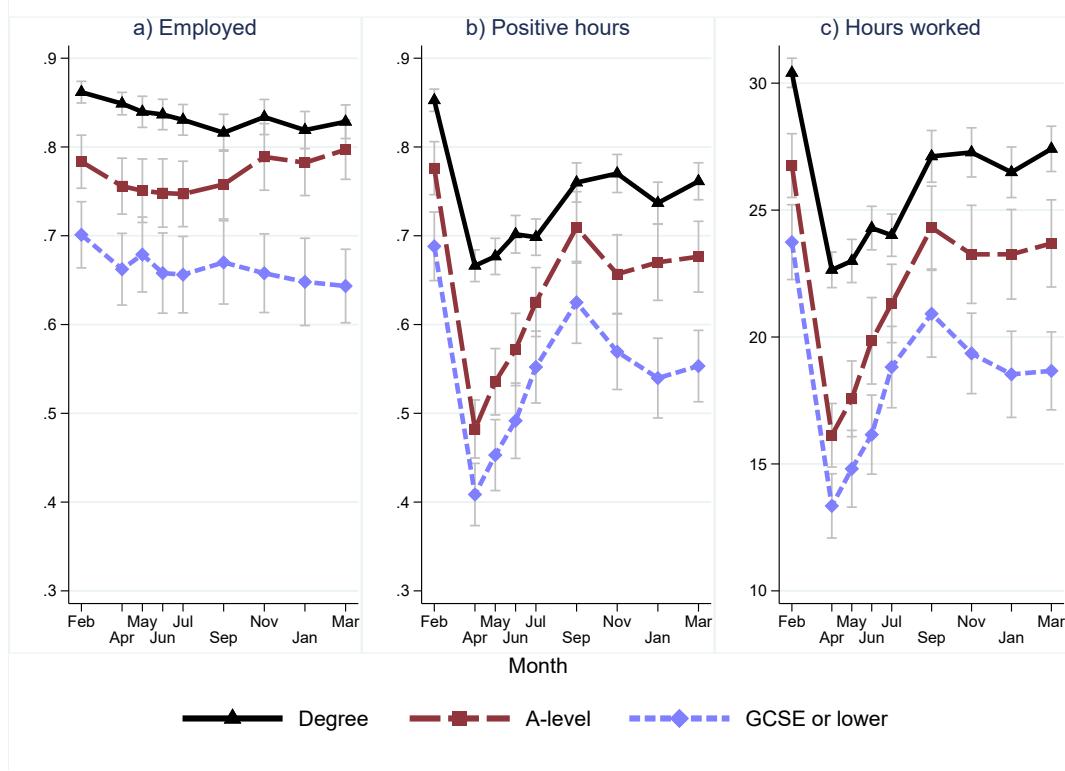 a) Employed
b) Positive hours
c) Hours worked
.9
.8
.7
.6
.5
.4
.3
Feb Apr May Jun Jul Sep Nov Jan Mar
.9
.8
.7
.6
.5
.4
.3
Feb Apr May Jun Jul Sep Nov Jan Mar
30
25
20
15
10
Feb Apr May Jun Jul Sep Nov Jan Mar
Month
Degree
A-level
GCSE or lower